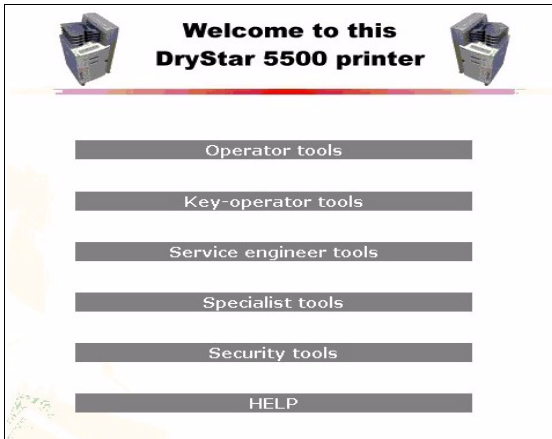 Welcome to this
DryStar 5500 printer
Operator tools
Key-operator tools
Service engineer tools
Specialist tools
Security tools
HELP